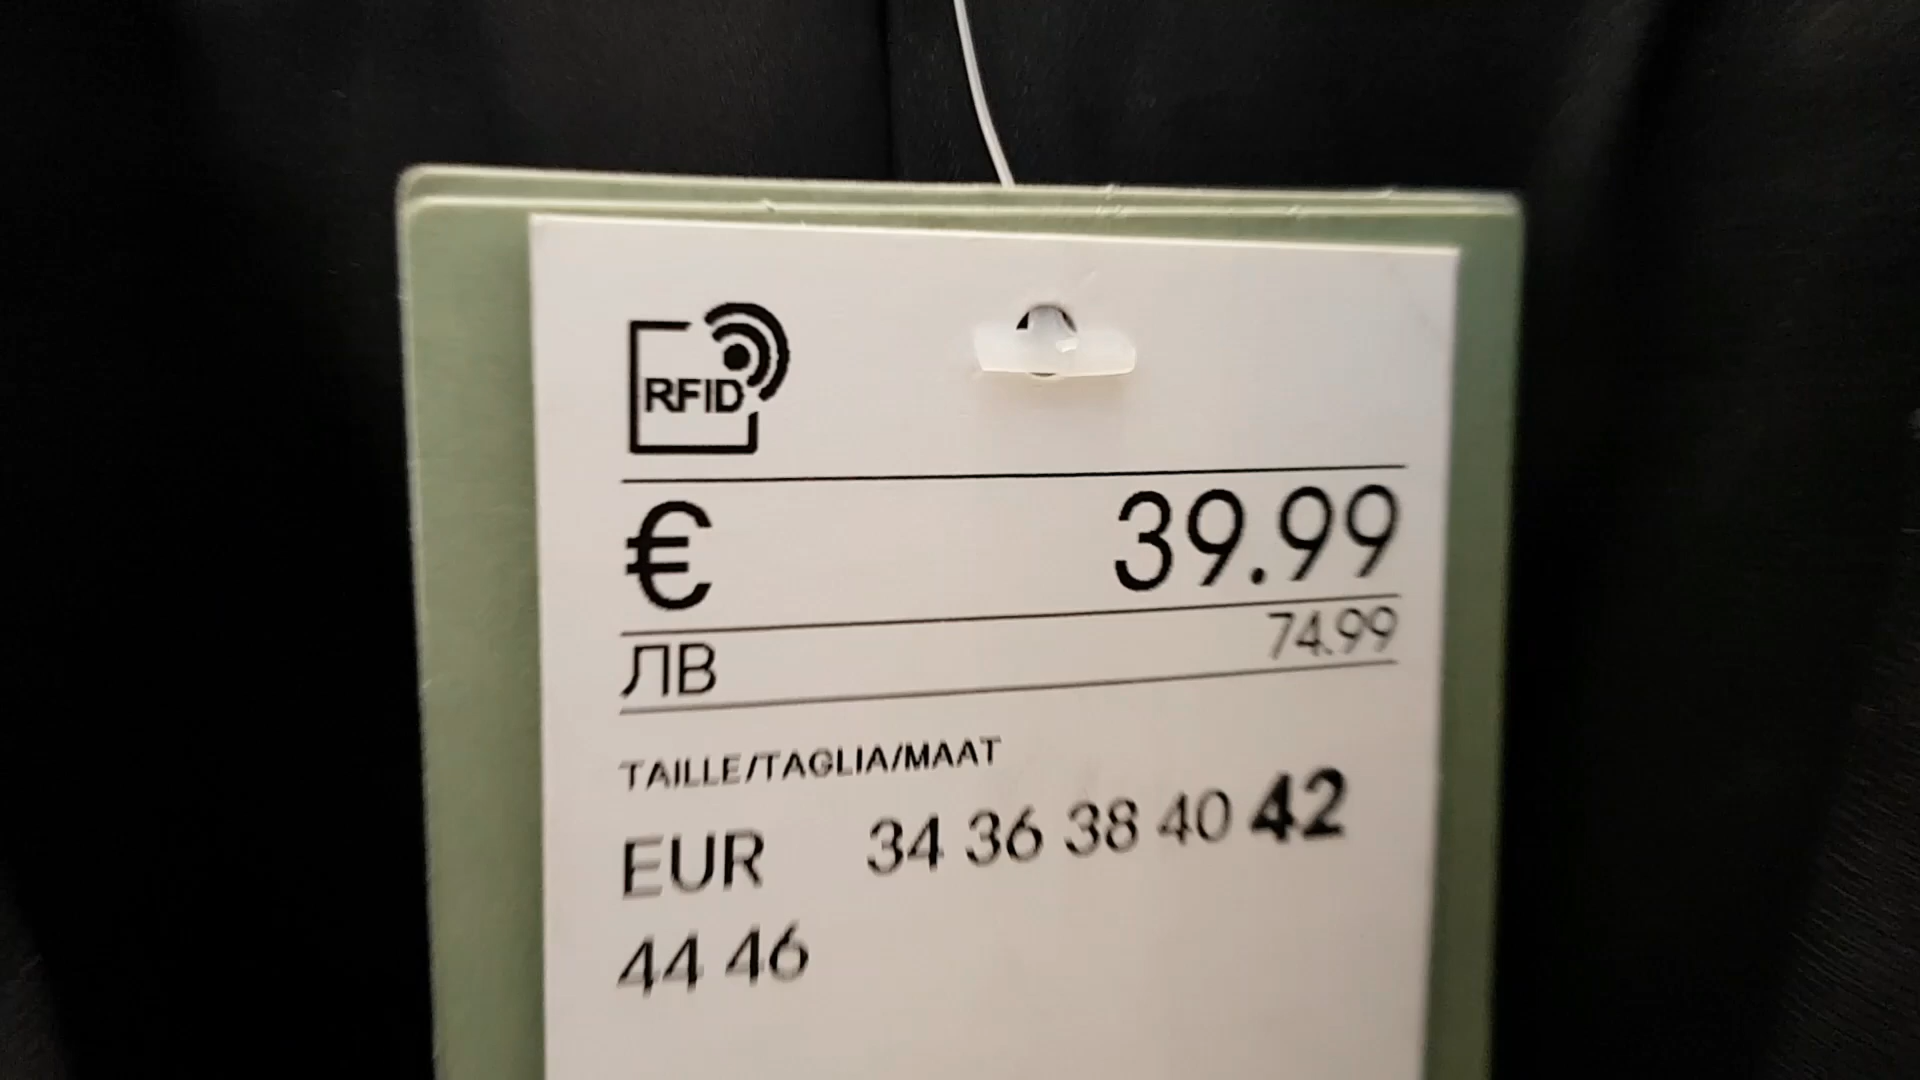 RFID
€ 39.99
ЛВ 74.99
TAILLE/TAGLIA/MAAT
EUR 34 36 38 40 42
44 46